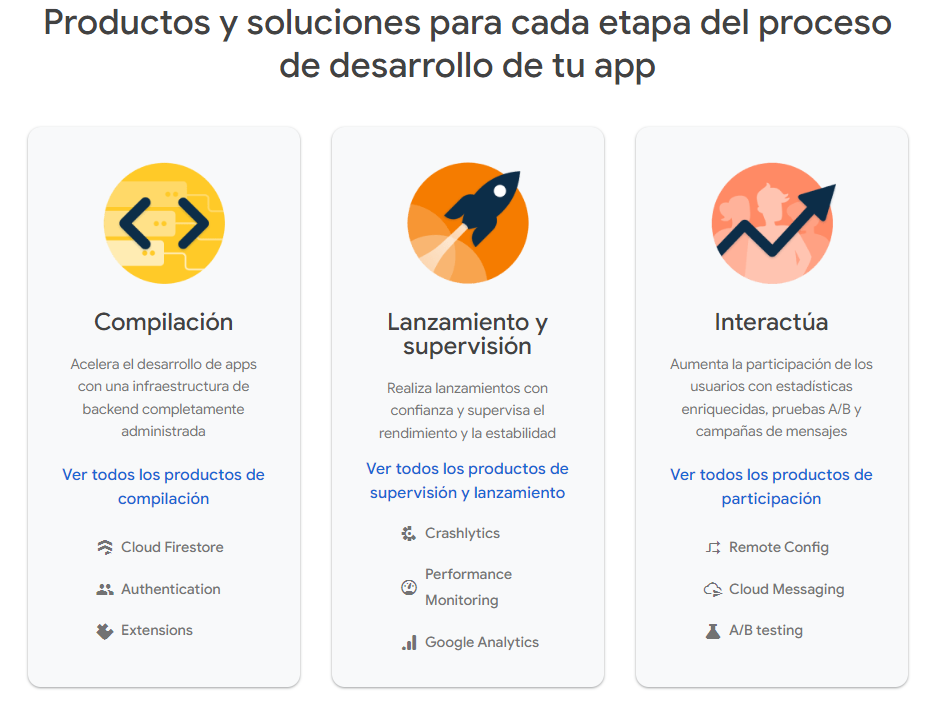 Productos y soluciones para cada etapa del proceso
de desarrollo de tu app
Compilación
Acelera el desarrollo de apps
con una infraestructura de
backend completamente
administrada
Ver todos los productos de
compilación
Cloud Firestore
Authentication
Extensions
Lanzamiento y
supervisión
Realiza lanzamientos con
confianza y supervisa el
rendimiento y la estabilidad
Ver todos los productos de
supervisión y lanzamiento
Crashlytics
Performance
Monitoring
Google Analytics
Interactúa
Aumenta la participación de los
usuarios con estadísticas
enriquecidas, pruebas A/B y
campañas de mensajes
Ver todos los productos de
participación
Remote Config
Cloud Messaging
A/B testing